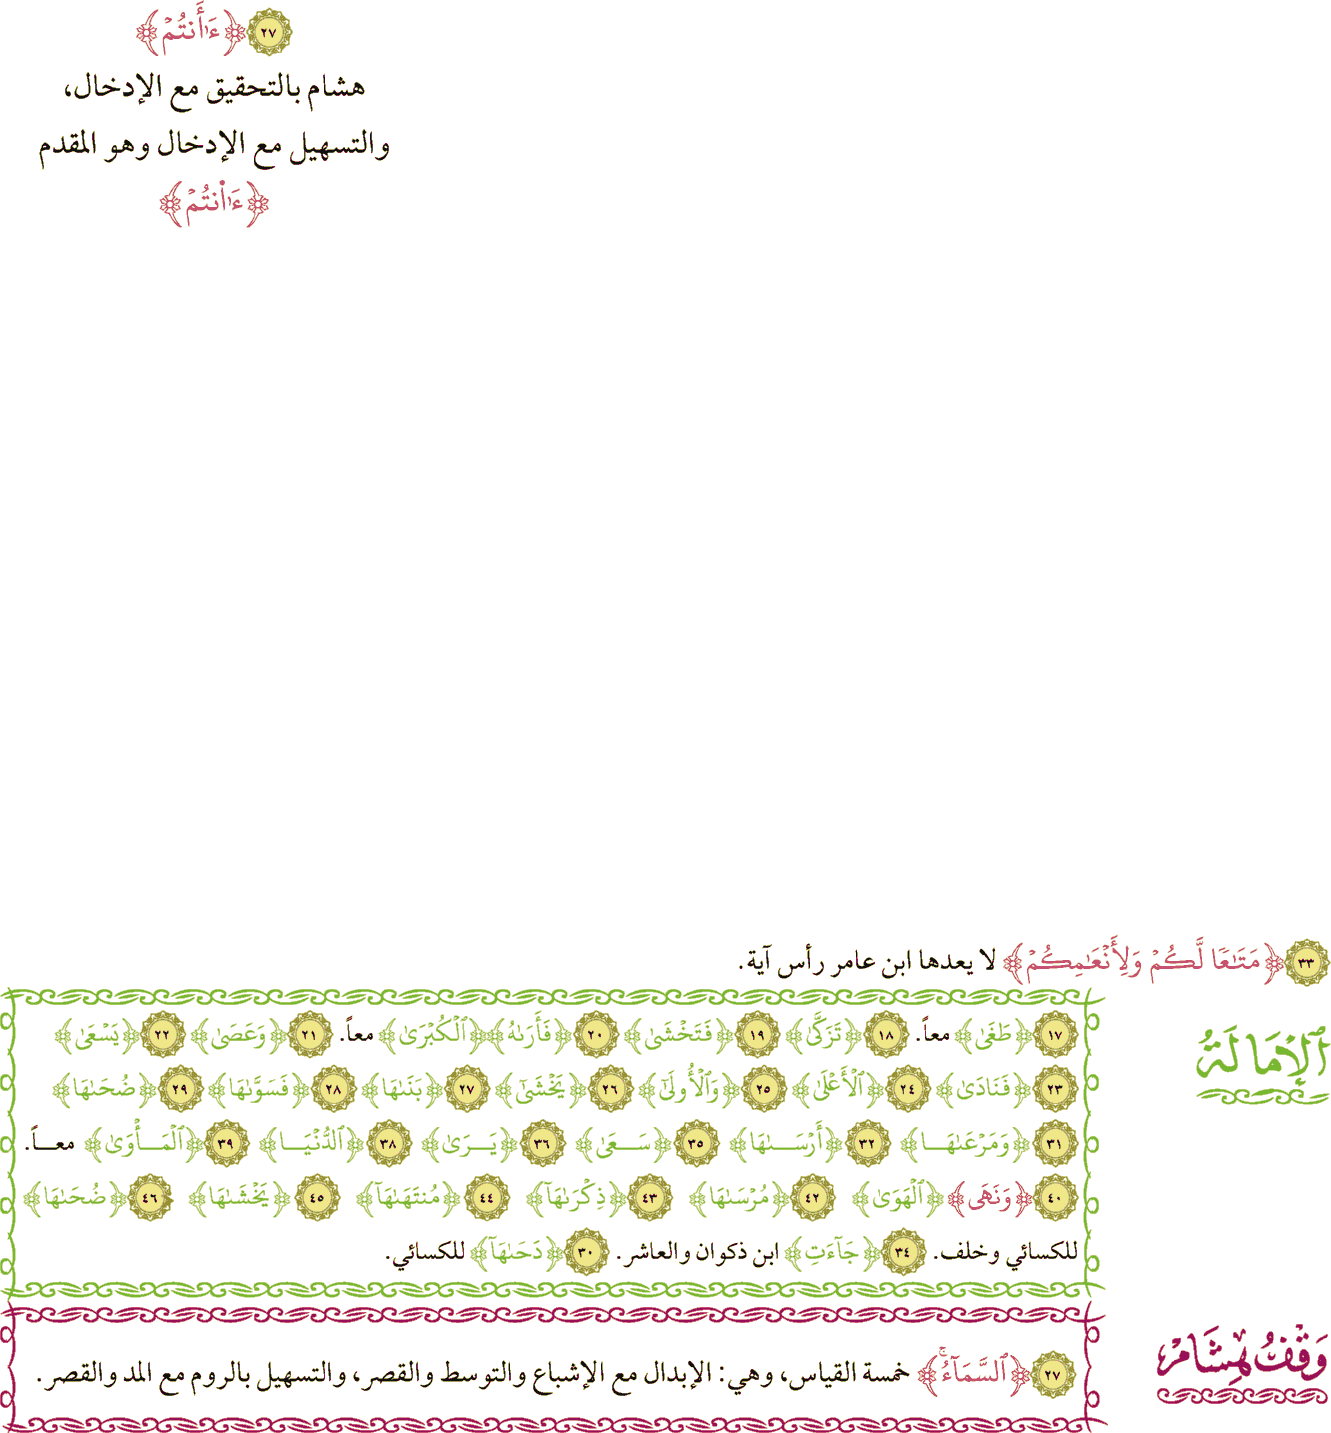 ٢٧ ﴿ءَا۬نتُمْ﴾
هشام بالتحقيق مع الإدخال،
والتسهيل مع الإدخال وهو المقدم
﴿ءَا۬نتُمْ﴾
٣٣ ﴿مَتَٰعًا لَّكُمْ وَلِأَنْعَٰمِكُمْ﴾ لا يعدها ابن عامر رأس آية.
ٱلْإِمَالَةُ
١٧ ﴿طَغَىٰ﴾ معاً. ١٨ ﴿تَزَكَّىٰ﴾ ١٩ ﴿فَتَخْشَىٰ﴾ ٢٠ ﴿فَأَرَىٰهُ﴾ ﴿ٱلْكُبْرَىٰ﴾ معاً. ٢١ ﴿وَعَصَىٰ﴾ ٢٢ ﴿يَسْعَىٰ﴾
٢٣ ﴿فَنَادَىٰ﴾ ٢٤ ﴿ٱلْأَعْلَىٰ﴾ ٢٥ ﴿وَٱلْأُولَىٰٓ﴾ ٢٦ ﴿يَخْشَىٰٓ﴾ ٢٧ ﴿بَنَىٰهَا﴾ ٢٨ ﴿فَسَوَّىٰهَا﴾ ٢٩ ﴿ضُحَىٰهَا﴾
٣١ ﴿وَمَرْعَىٰهَا﴾ ٣٢ ﴿أَرْسَىٰهَا﴾ ٣٥ ﴿سَعَىٰ﴾ ٣٦ ﴿يَرَىٰ﴾ ٣٨ ﴿ٱلدُّنْيَا﴾ ٣٩ ﴿ٱلْمَأْوَىٰ﴾ معاً.
٤٠ ﴿وَنَهَى﴾ ﴿ٱلْهَوَىٰ﴾ ٤٢ ﴿مُرْسَىٰهَا﴾ ٤٣ ﴿ذِكْرَىٰهَآ﴾ ٤٤ ﴿مُنتَهَىٰهَآ﴾ ٤٥ ﴿يَخْشَىٰهَا﴾ ٤٦ ﴿ضُحَىٰهَا﴾
للكسائي وخلف. ٣٤ ﴿جَآءَتِ﴾ ابن ذكوان والعاشر. ٣٠ ﴿دَحَىٰهَآ﴾ للكسائي.
وَقْفُ هِشَامْ
٢٧ ﴿ٱلسَّمَآءُ ۚ﴾ خمسة القياس، وهي: الإبدال مع الإشباع والتوسط والقصر، والتسهيل بالروم مع المد والقصر.